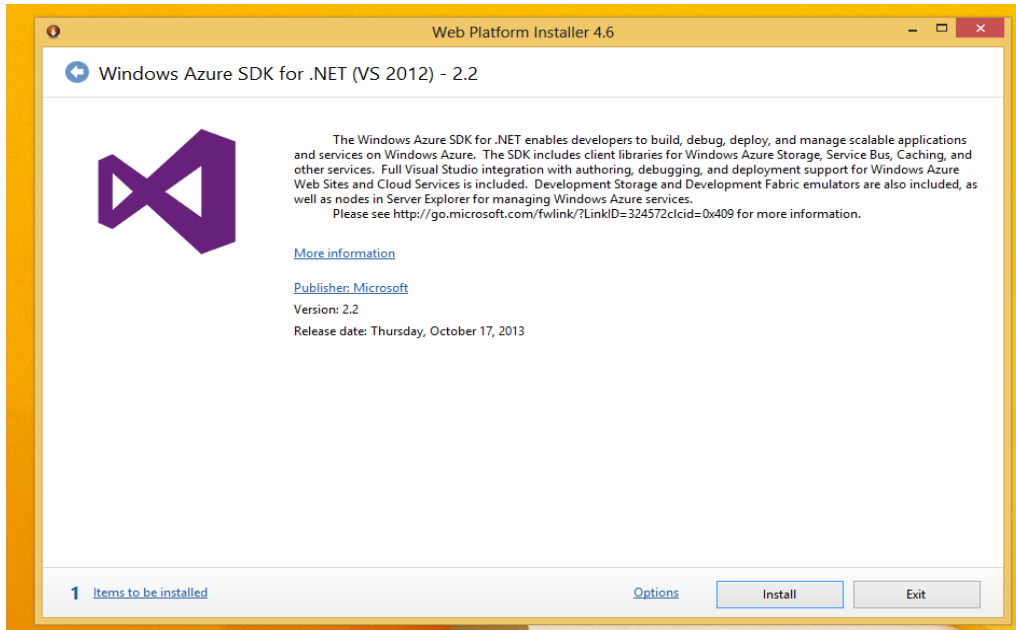 Web Platform Installer 4.6
Windows Azure SDK for .NET (VS 2012) - 2.2
The Windows Azure SDK for .NET enables developers to build, debug, deploy, and manage scalable applications
and services on Windows Azure.  The SDK includes client libraries for Windows Azure Storage, Service Bus, Caching, and
other services.  Full Visual Studio integration with authoring, debugging, and deployment support for Windows Azure
Web Sites and Cloud Services is included.  Development Storage and Development Fabric emulators are also included, as
well as nodes in Server Explorer for managing Windows Azure services.
Please see http://go.microsoft.com/fwlink/?LinkID=324572clcid=0x409 for more information.
More information
Publisher: Microsoft
Version: 2.2
Release date: Thursday, October 17, 2013
1 Items to be installed
Options
Install
Exit